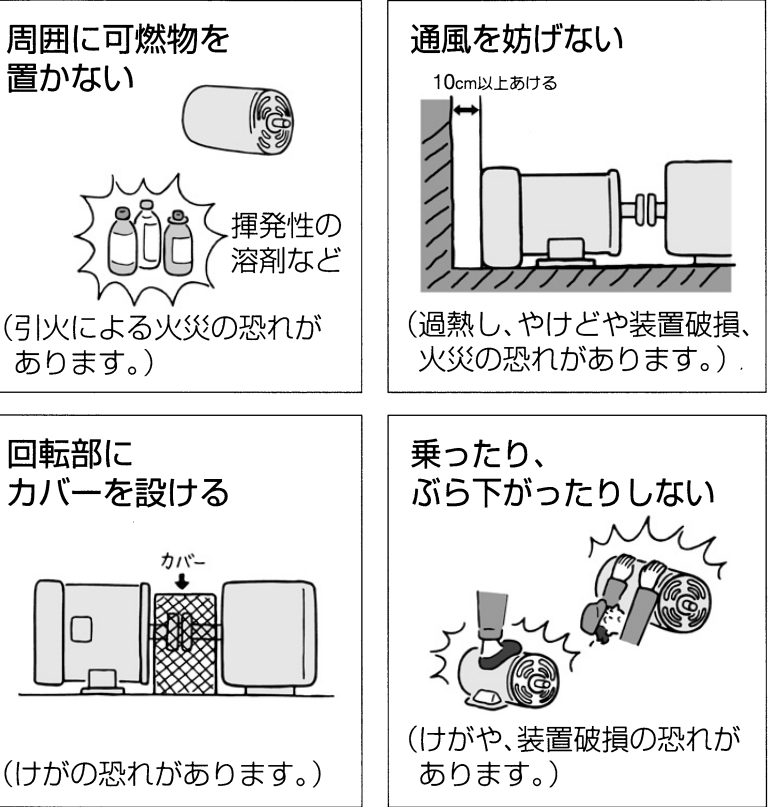 周囲に可燃物を
置かない
揮発性の
溶剤など
(引火による火災の恐れが
あります。)
通風を妨げない
10cm以上あける
(過熱し、やけどや装置破損、
火災の恐れがあります。)
回転部に
カバーを設ける
カバー
(けがの恐れがあります。)
乗ったり、
ぶら下がったりしない
(けがや、装置破損の恐れが
あります。)